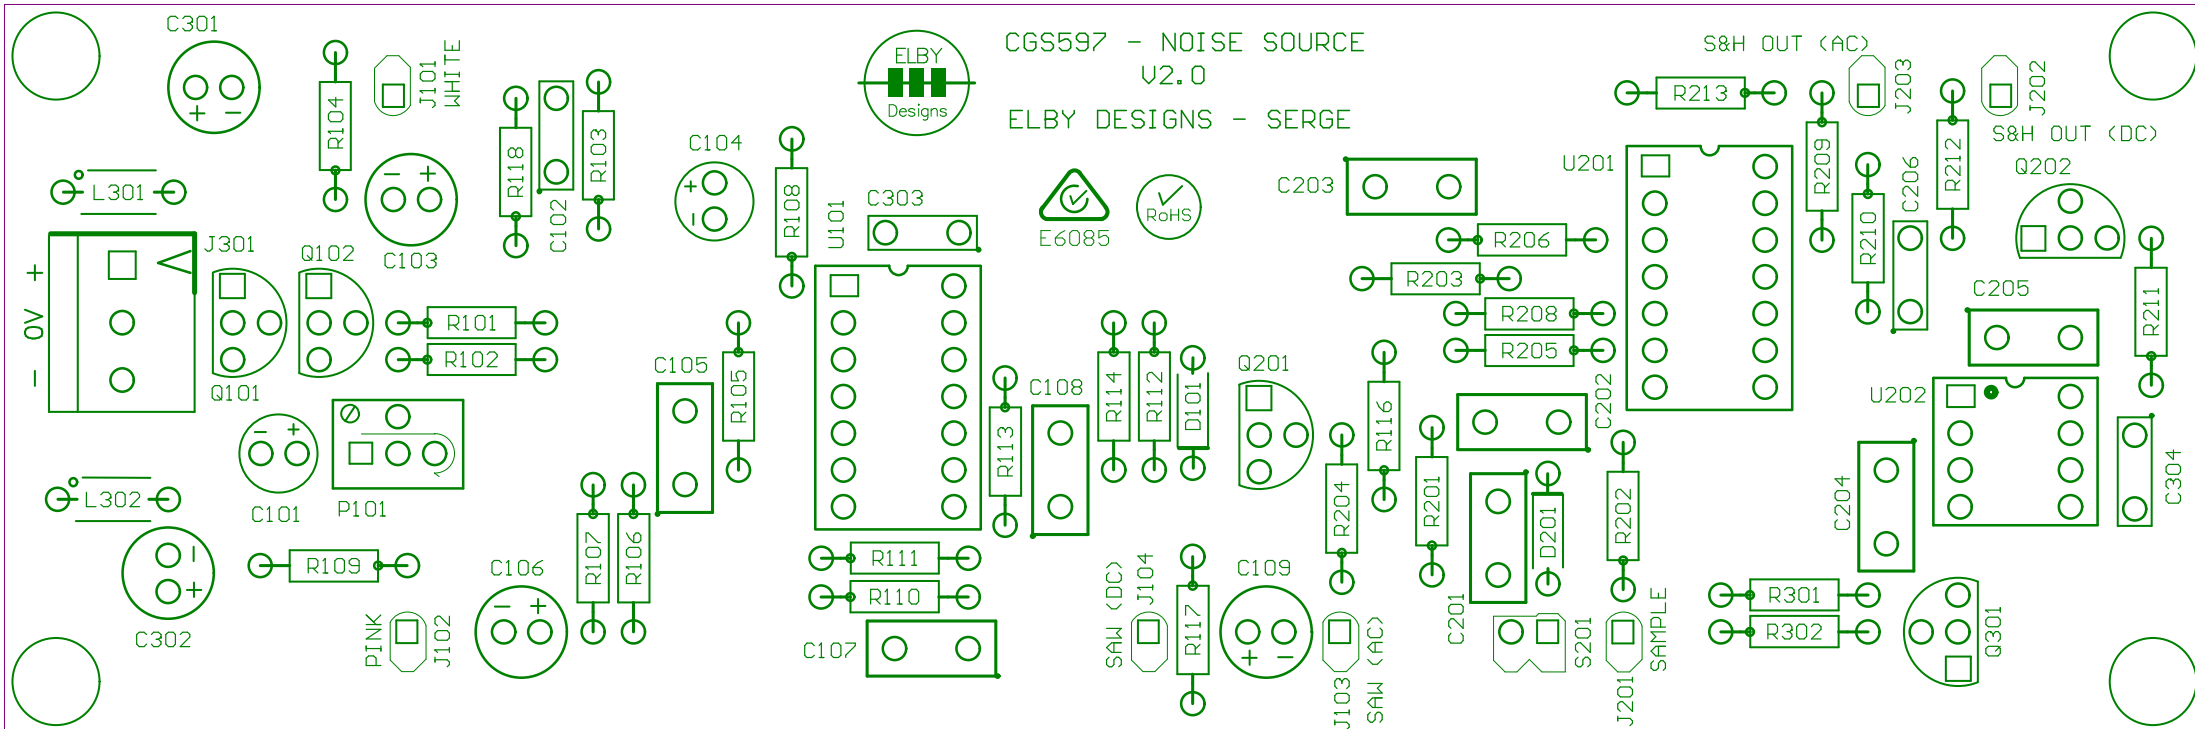 C301
R104
J101
WHITE
R118
C102
R103
C104
R108
ELBY
Designs
CGS597 - NOISE SOURCE
V2.0
ELBY DESIGNS - SERGE
S&H OUT (AC)
J203
J202
S&H OUT (DC)
R213
R209
R210
C206
R212
Q202
U201
C203
R206
R203
R208
R205
C205
R211
E6085
RoHS
C303
U101
L301
J301
Q102
C103
+
0V
-
Q101
R101
R102
C105
R105
R113
C108
R114
R112
D101
Q201
R116
C202
U202
C304
C204
C101
P101
L302
C302
R109
PINK
J102
C106
R107
R106
R111
R110
C107
SAW (DC)
J104
R117
C109
J103
SAW (AC)
R204
R201
C201
D201
R202
S201
J201
SAMPLE
R301
R302
Q301